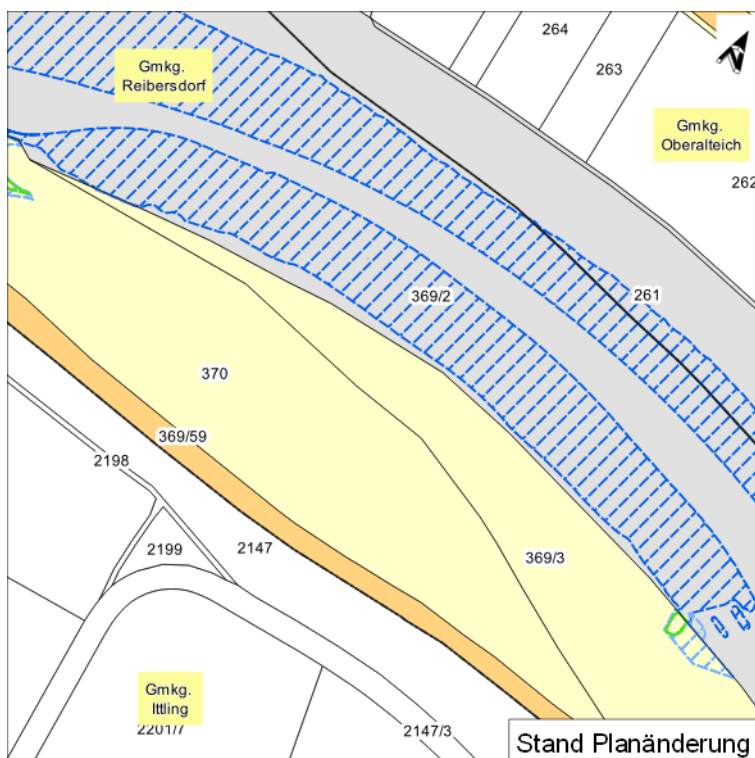 264
263
Gmkg.
Reibersdorf
Gmkg.
Oberalteich
262
261
369/2
370
369/59
2198
2199
2147
369/3
Gmkg.
Ittling
2201/7
2147/3
Stand Planänderung